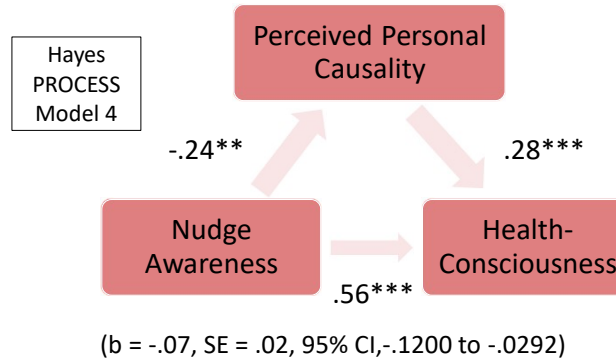 Perceived Personal
Causality
Hayes
PROCESS
Model 4
-.24**
.28***
Nudge
Awareness
Health-
Consciousness
.56***
(b = -.07, SE = .02, 95% CI,-.1200 to -.0292)